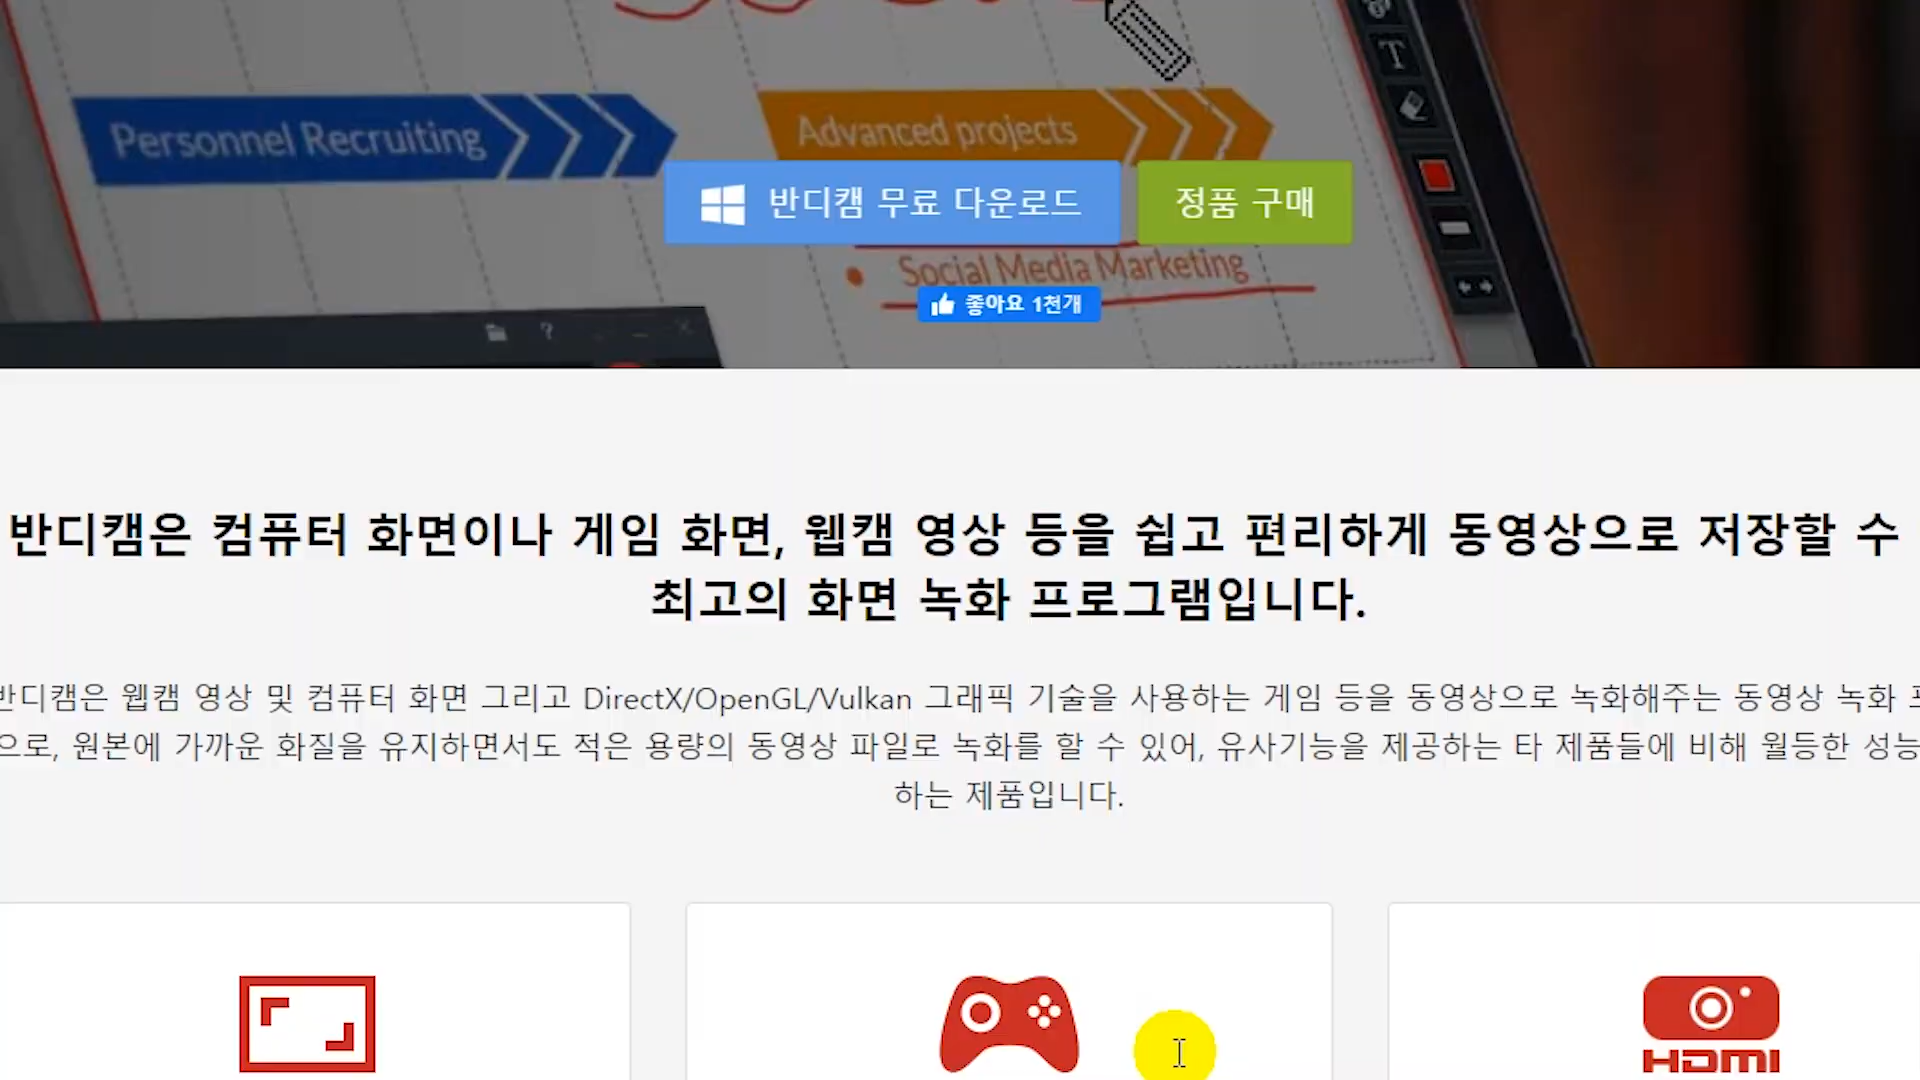 Personnel Recruiting
Advanced projects
T
반디캠 무료 다운로드
정품 구매
Social Media Marketing
좋아요 1천개
?
반디캠은 컴퓨터 화면이나 게임 화면, 웹캠 영상 등을 쉽고 편리하게 동영상으로 저장할 수
최고의 화면 녹화 프로그램입니다.
반디캠은 웹캠 영상 및 컴퓨터 화면 그리고 DirectX/OpenGL/Vulkan 그래픽 기술을 사용하는 게임 등을 동영상으로 녹화해주는 동영상 녹화
으로, 원본에 가까운 화질을 유지하면서도 적은 용량의 동영상 파일로 녹화를 할 수 있어, 유사기능을 제공하는 타 제품들에 비해 월등한 성능
하는 제품입니다.
HDMI